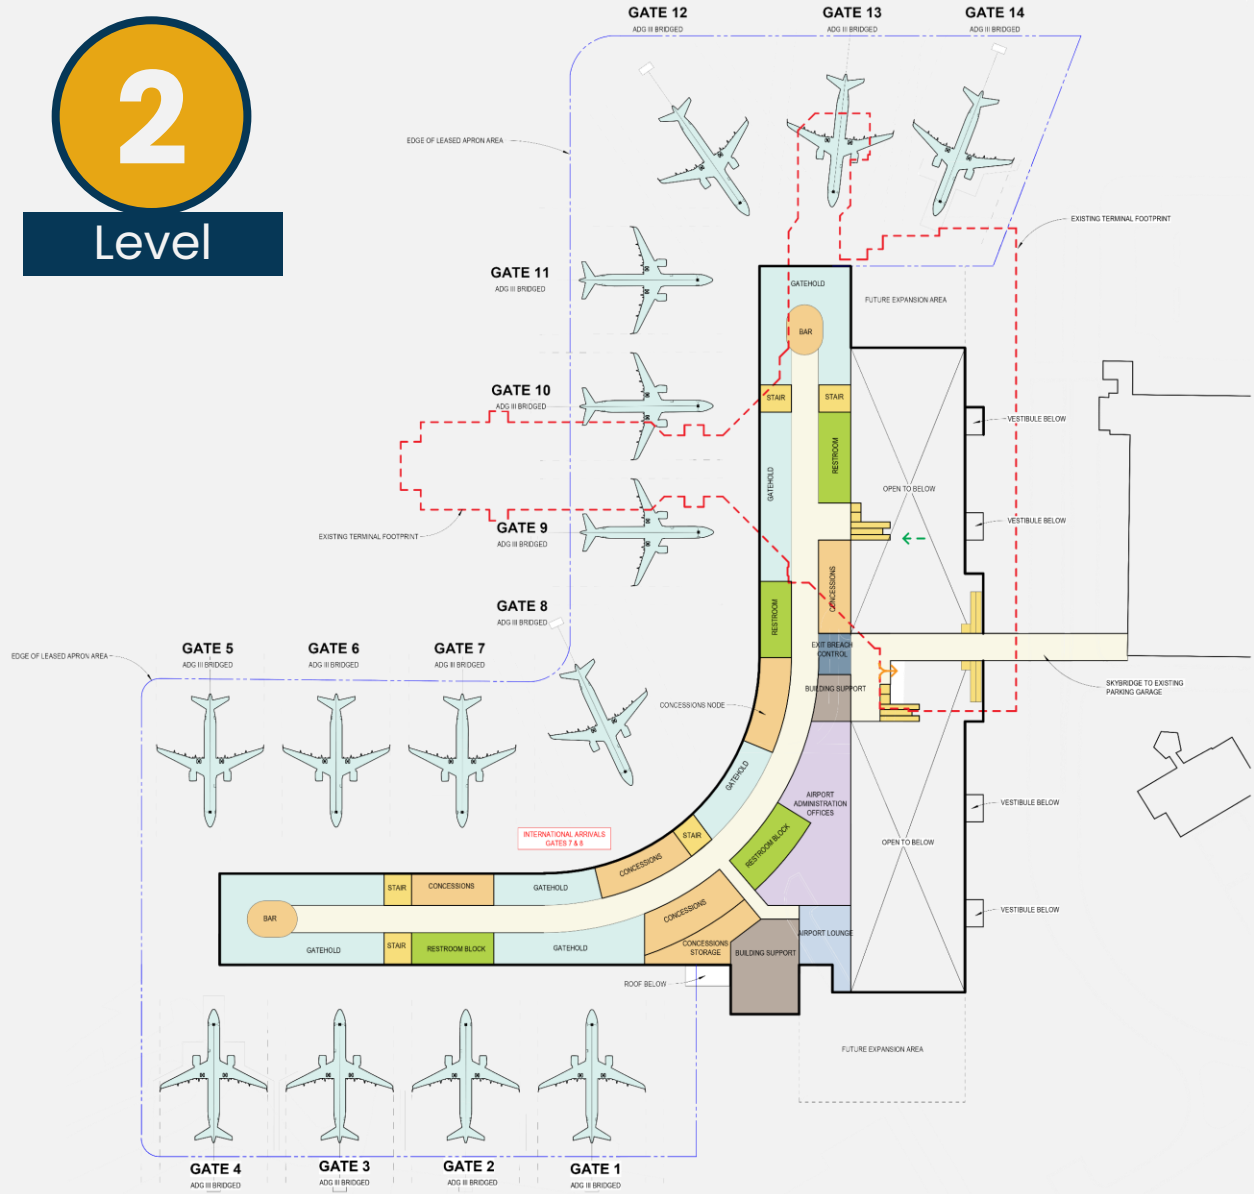 2
Level
GATE 12
ADG III BRIDGED
GATE 13
ADG III BRIDGED
GATE 14
ADG III BRIDGED
EDGE OF LEASED APRON AREA
EXISTING TERMINAL FOOTPRINT
GATE 11
ADG III BRIDGED
GATEHOLD
FUTURE EXPANSION AREA
BAR
GATE 10
ADG III BRIDGED
STAIR
STAIR
VESTIBULE BELOW
RESTROOM
GATEHOLD
OPEN TO BELOW
GATE 9
ADG III BRIDGED
EXISTING TERMINAL FOOTPRINT
VESTIBULE BELOW
CONCESSIONS
GATE 8
ADG III BRIDGED
RESTROOM
EXIT BREACH
CONTROL
EDGE OF LEASED APRON AREA
GATE 5
ADG III BRIDGED
GATE 6
ADG III BRIDGED
GATE 7
ADG III BRIDGED
BUILDING SUPPORT
SKYBRIDGE TO EXISTING
PARKING GARAGE
CONCESSIONS NODE
GATEHOLD
AIRPORT
ADMINISTRATION
OFFICES
VESTIBULE BELOW
INTERNATIONAL ARRIVALS
GATES 7 & 8
STAIR
RESTROOM BLOCK
OPEN TO BELOW
CONCESSIONS
STAIR
CONCESSIONS
GATEHOLD
BAR
CONCESSIONS
VESTIBULE BELOW
GATEHOLD
STAIR
RESTROOM BLOCK
GATEHOLD
CONCESSIONS
STORAGE
BUILDING SUPPORT
AIRPORT LOUNGE
ROOF BELOW
FUTURE EXPANSION AREA
GATE 4
ADG III BRIDGED
GATE 3
ADG III BRIDGED
GATE 2
ADG III BRIDGED
GATE 1
ADG III BRIDGED